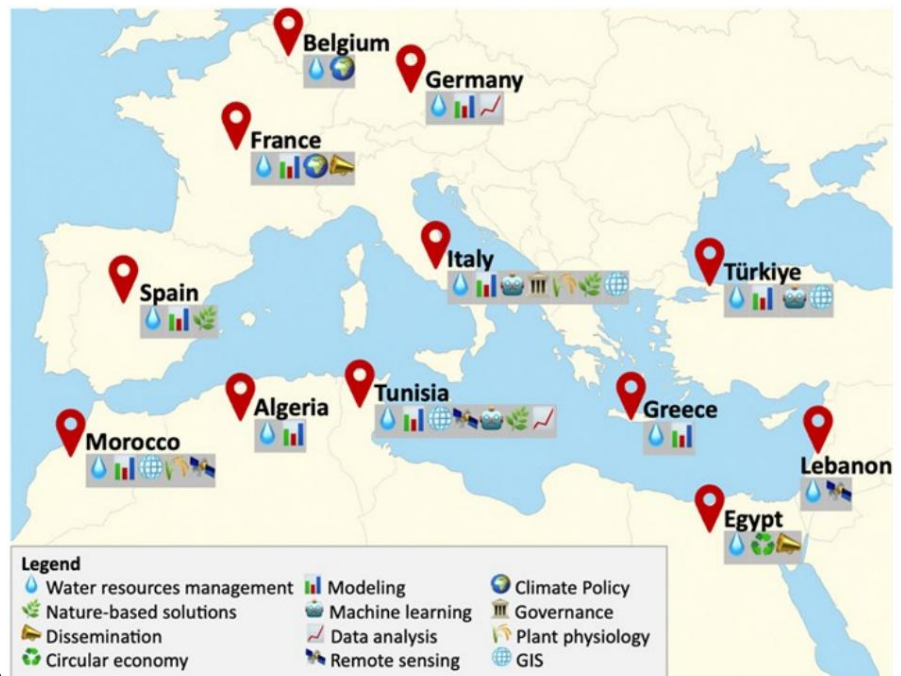 Belgium
Germany
France
Italy
Türkiye
Spain
Tunisia
Algeria
Greece
Morocco
Lebanon
Egypt
Legend
Water resources management
Modeling
Climate Policy
Nature-based solutions
Machine learning
Governance
Dissemination
Data analysis
Plant physiology
Circular economy
Remote sensing
GIS